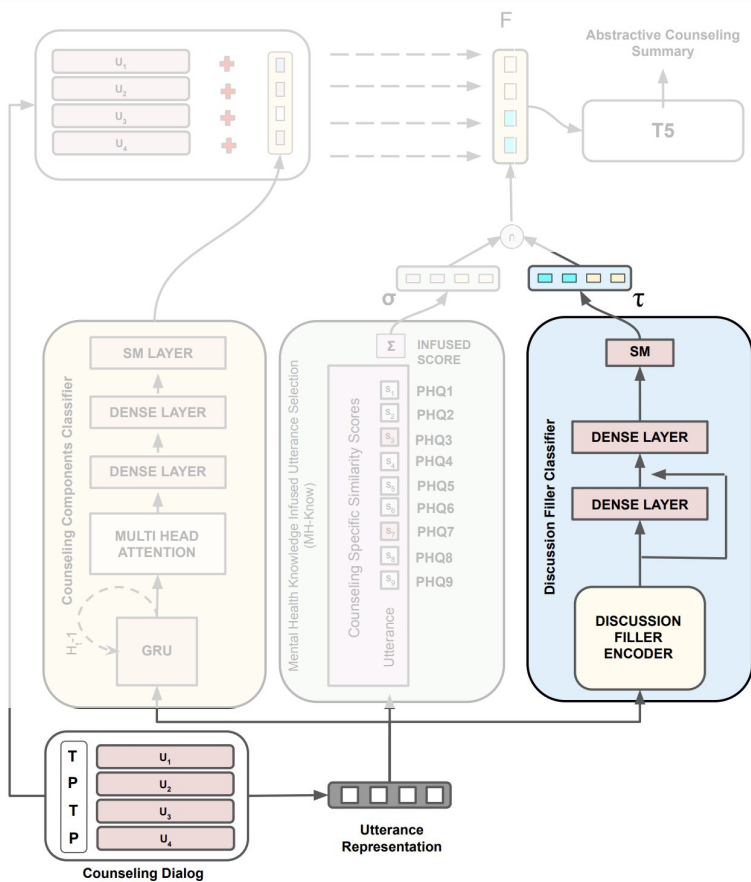 F
Abstractive Counseling
Summary
U1
U2
U3
U4
T5
n
σ
τ
Counseling Components Classifier
SM LAYER
DENSE LAYER
DENSE LAYER
MULTI HEAD
ATTENTION
GRU
Ht-1
Mental Health Knowledge Infused Utterance Selection
(MH-Know)
Σ
INFUSED
SCORE
Counseling Specific Similarity Scores
Utterance
S1 PHQ1
S2 PHQ2
S3 PHQ3
S4 PHQ4
S5 PHQ5
S6 PHQ6
S7 PHQ7
S8 PHQ8
S9 PHQ9
Discussion Filler Classifier
SM
DENSE LAYER
DENSE LAYER
DISCUSSION
FILLER
ENCODER
T U1
P U2
T U3
P U4
Counseling Dialog
Utterance
Representation